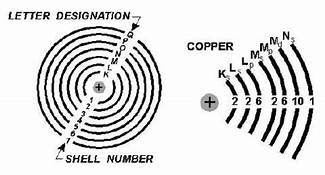 LETTER DESIGNATION
Q
P
O
N
M
L
K
+
1
2
3
4
5
6
7
SHELL NUMBER
COPPER
Ks Ls Lp Ms Mp Md Ns
+ 2 2 6 2 6 10 1